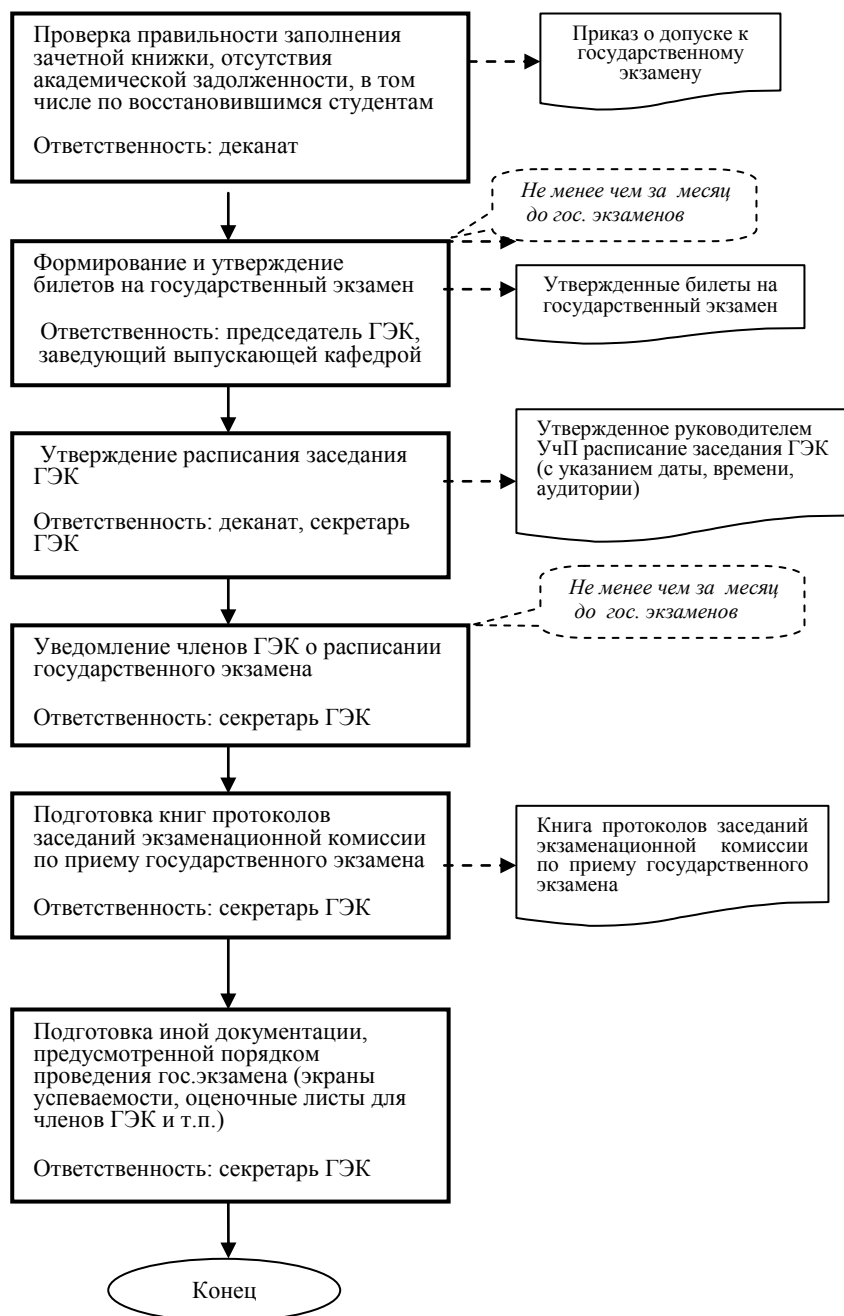 Проверка правильности заполнения
зачетной книжки, отсутствия
академической задолженности, в том
числе по восстановившимся студентам
Ответственность: деканат
Приказ о допуске к
государственному
экзамену
Не менее чем за месяц
до гос. экзаменов
Формирование и утверждение
билетов на государственный экзамен
Ответственность: председатель ГЭК,
заведующий выпускающей кафедрой
Утвержденные билеты на
государственный экзамен
Утверждение расписания заседания
ГЭК
Ответственность: деканат, секретарь
ГЭК
Утвержденное руководителем
УчП расписание заседания ГЭК
(с указанием даты, времени,
аудитории)
Не менее чем за месяц
до гос. экзаменов
Уведомление членов ГЭК о расписании
государственного экзамена
Ответственность: секретарь ГЭК
Подготовка книг протоколов
заседаний экзаменационной комиссии
по приему государственного экзамена
Ответственность: секретарь ГЭК
Книга протоколов заседаний
экзаменационной комиссии
по приему государственного
экзамена
Подготовка иной документации,
предусмотренной порядком
проведения гос.экзамена (экраны
успеваемости, оценочные листы для
членов ГЭК и т.п.)
Ответственность: секретарь ГЭК
Конец